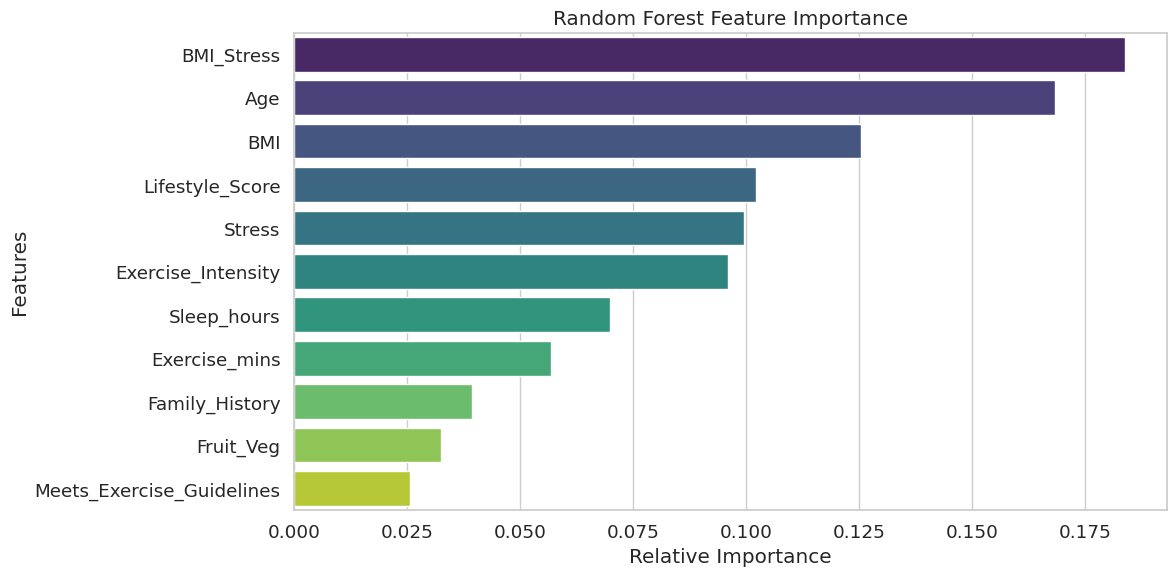 Random Forest Feature Importance
BMI_Stress
Age
BMI
Lifestyle_Score
Stress
Exercise_Intensity
Sleep_hours
Exercise_mins
Family_History
Fruit_Veg
Meets_Exercise_Guidelines
Features
0.000 0.025 0.050 0.075 0.100 0.125 0.150 0.175
Relative Importance